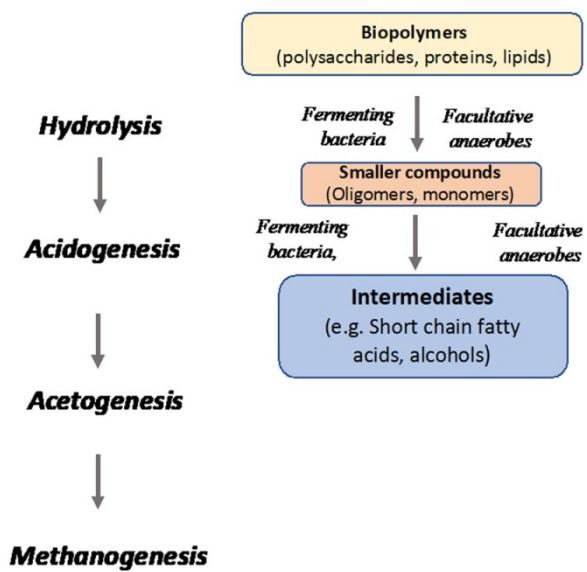 Biopolymers
(polysaccharides, proteins, lipids)
Hydrolysis
Fermenting
bacteria
Facultative
anaerobes
Smaller compounds
(Oligomers, monomers)
Acidogenesis
Fermenting
bacteria,
Facultative
anaerobes
Intermediates
(e.g. Short chain fatty
acids, alcohols)
Acetogenesis
Methanogenesis